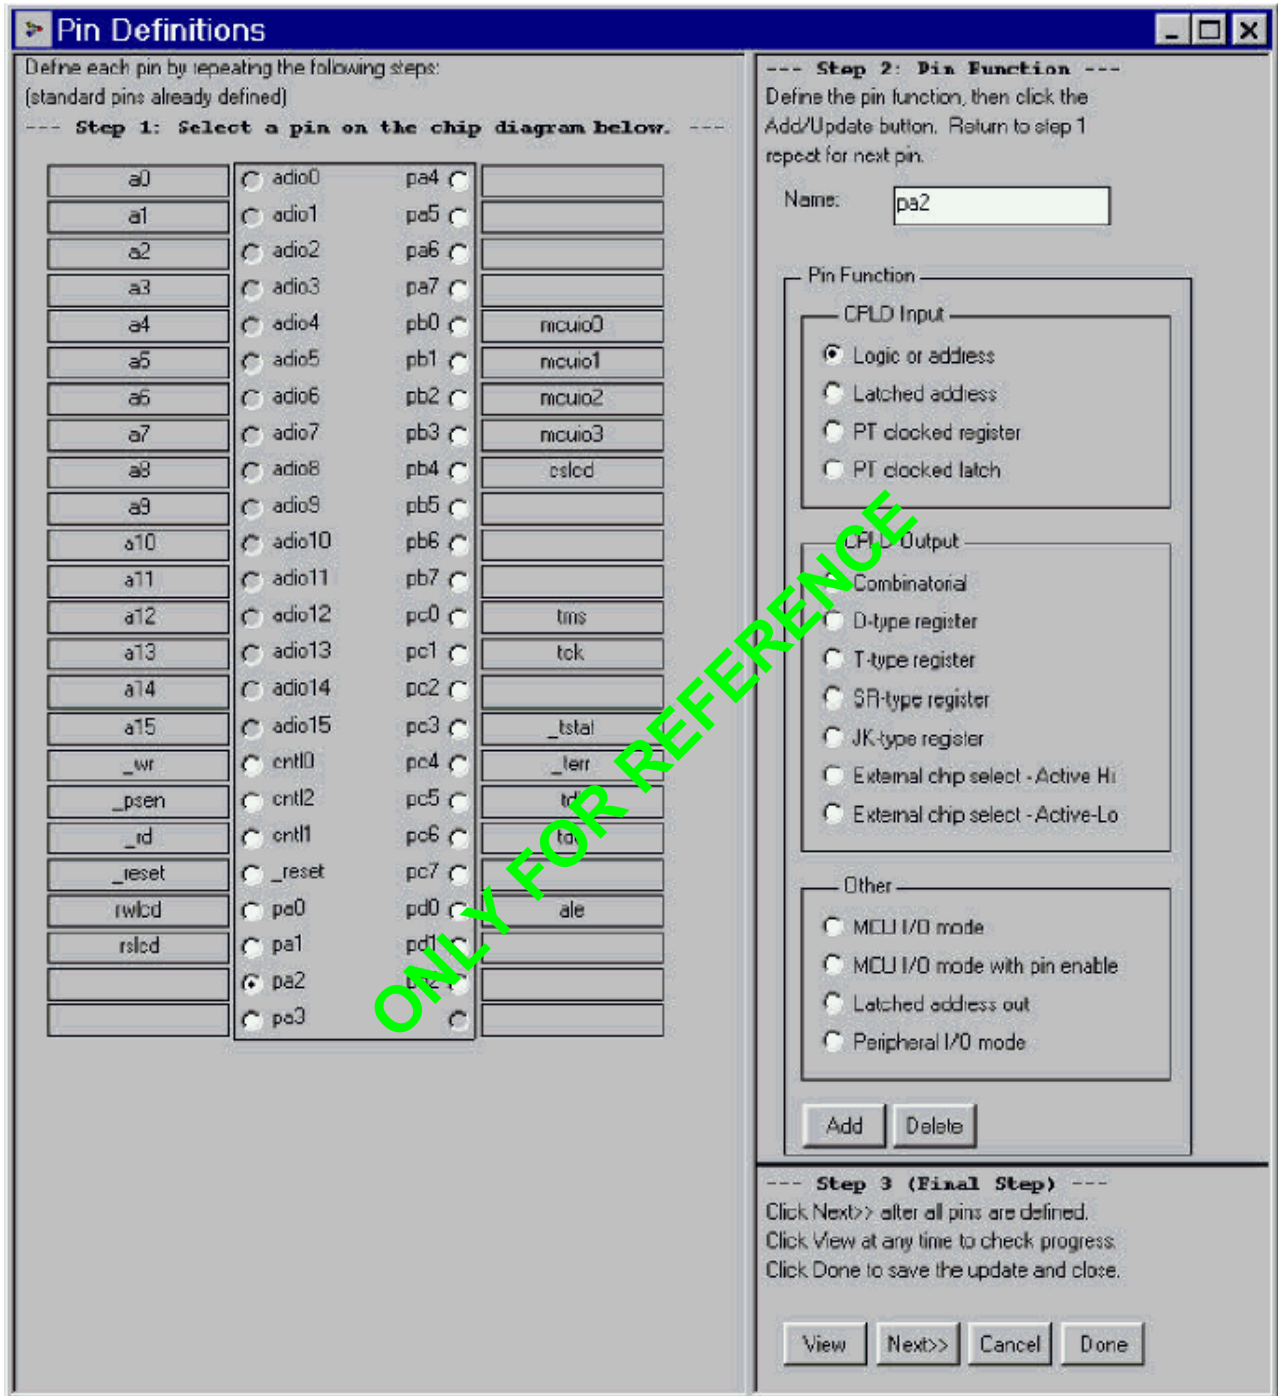 Pin Definitions
Define each pin by repeating the following steps:
(standard pins already defined)
--- Step 1: Select a pin on the chip diagram below. ---
a0 adio0 pa4
a1 adio1 pa5
a2 adio2 pa6
a3 adio3 pa7
a4 adio4 pb0 mcuio0
a5 adio5 pb1 mcuio1
a6 adio6 pb2 mcuio2
a7 adio7 pb3 mcuio3
a8 adio8 pb4 cslcd
a9 adio9 pb5
a10 adio10 pb6
a11 adio11 pb7
a12 adio12 pc0 tms
a13 adio13 pc1 tck
a14 adio14 pc2
a15 adio15 pc3 _tstat
_wr cntl0 pc4 _terr
_psen cntl2 pc5
_rd cntl1 pc6
_reset _reset pc7
rwlcd pa0 pd0 ale
rslcd pa1 pd1
pa2
pa3
--- Step 2: Pin Function ---
Define the pin function, then click the
Add/Update button. Return to step 1
repeat for next pin.
Name: pa2
Pin Function
CPLD Input
Logic or address
Latched address
PT clocked register
PT clocked latch
CPLD Output
Combinatorial
D-type register
T-type register
SR-type register
JK-type register
External chip select - Active Hi
External chip select - Active-Lo
Other
MCU I/O mode
MCU I/O mode with pin enable
Latched address out
Peripheral I/O mode
Add Delete
--- Step 3 (Final Step) ---
Click Next>> after all pins are defined.
Click View at any time to check progress.
Click Done to save the update and close.
View Next>> Cancel Done
ONLY FOR REFERENCE